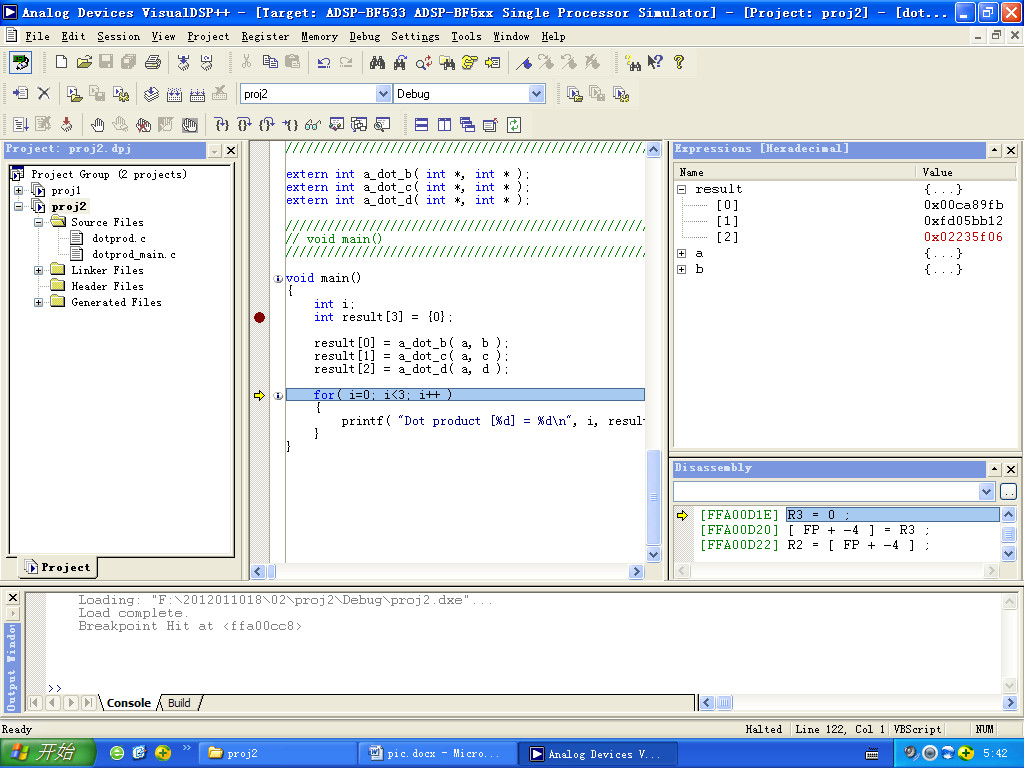 Analog Devices VisualDSP++ - [Target: ADSP-BF533 ADSP-BF5xx Single Processor Simulator] - [Project: proj2] - [dot...
File Edit Session View Project Register Memory Debug Settings Tools Window Help
proj2 Debug
Project: proj2.dpj
Project Group (2 projects)
proj1
proj2
Source Files
dotprod.c
dotprod_main.c
Linker Files
Header Files
Generated Files
Project
extern int a_dot_b( int *, int * );
extern int a_dot_c( int *, int * );
extern int a_dot_d( int *, int * );
// void main()
void main()
{
int i;
int result[3] = {0};
result[0] = a_dot_b( a, b );
result[1] = a_dot_c( a, c );
result[2] = a_dot_d( a, d );
for( i=0; i<3; i++ )
{
printf( "Dot product [%d] = %d\n", i, resul
}
}
Expressions [Hexadecimal]
Name Value
result {...}
[0] 0x00ca89fb
[1] 0xfd05bb12
[2] 0x02235f06
a {...}
b {...}
Disassembly
[FFA00D1E] R3 = 0 ;
[FFA00D20] [ FP + -4 ] = R3 ;
[FFA00D22] R2 = [ FP + -4 ] ;
Output Window
Loading: "F:\2012011018\02\proj2\Debug\proj2.dxe"...
Load complete.
Breakpoint Hit at <ffa00cc8>
>>
Console Build
Ready Halted Line 122, Col 1 VBScript NUM
开始 proj2 pic.docx - Micro... Analog Devices V... 5:42